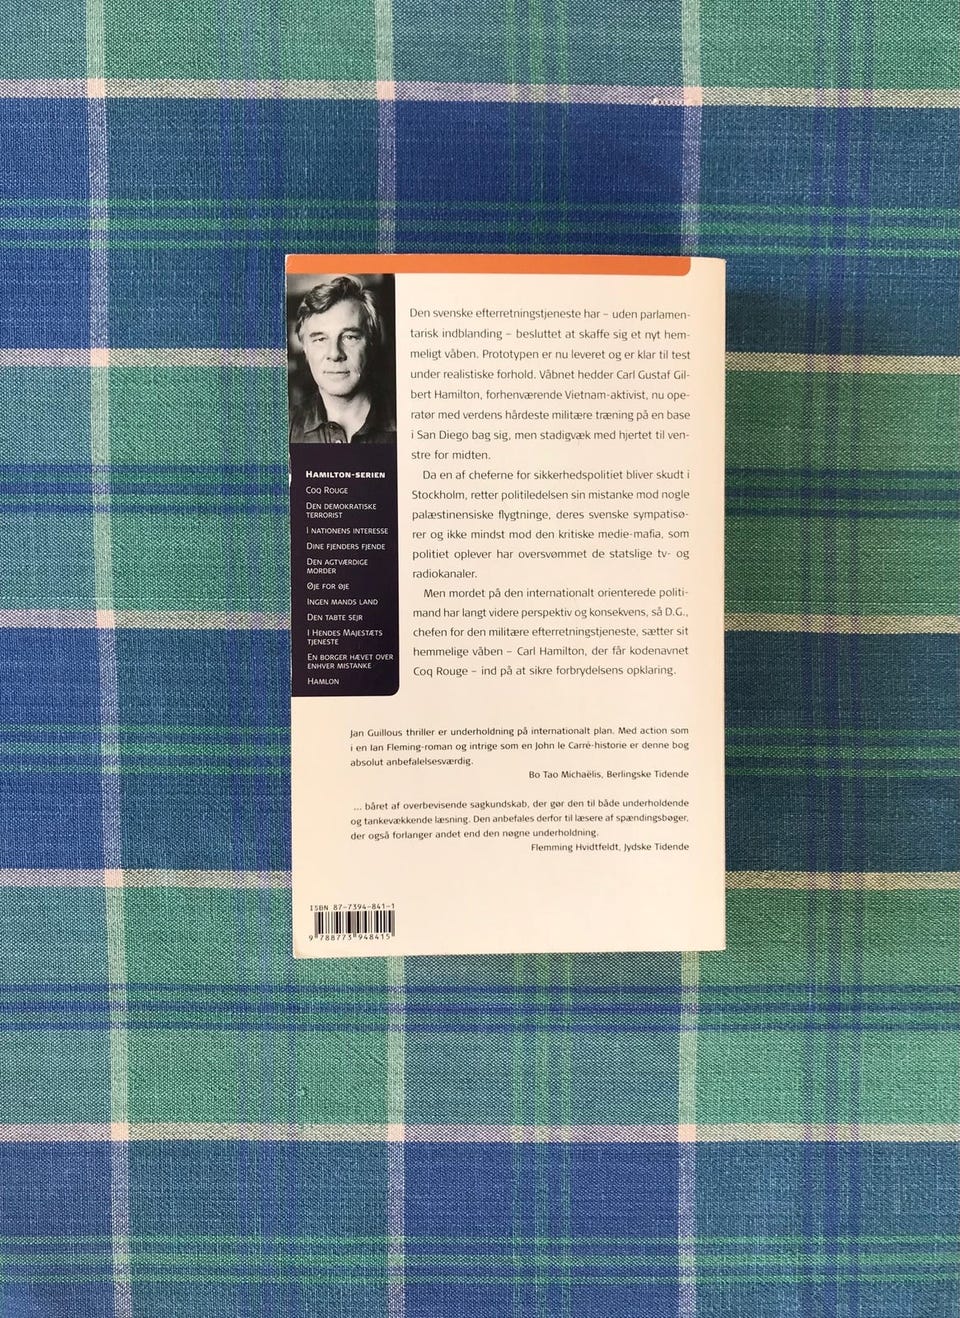 Den svenske efterretningstjeneste har – uden parlamen-
tarisk indblanding – besluttet at skaffe sig et nyt hem-
meligt våben. Prototypen er nu leveret og er klar til test
under realistiske forhold. Våbnet hedder Carl Gustaf Gil-
bert Hamilton, forhenværende Vietnam-aktivist, nu ope-
ratør med verdens hårdeste militære træning på en base
i San Diego bag sig, men stadigvæk med hjertet til ven-
stre for midten.
Da en af cheferne for sikkerhedspolitiet bliver skudt i
Stockholm, retter politiledelsen sin mistanke mod nogle
palæstinensiske flygtninge, deres svenske sympatisø-
rer og ikke mindst mod den kritiske medie-mafia, som
politiet oplever har oversvømmet de statslige tv- og
radiokanaler.
Men mordet på den internationalt orienterede politi-
mand har langt videre perspektiv og konsekvens, så D.G.,
chefen for den militære efterretningstjeneste, sætter sit
hemmelige våben – Carl Hamilton, der får kodenavnet
Coq Rouge – ind på at sikre forbrydelsens opklaring.
HAMILTON-SERIEN
COQ ROUGE
DEN DEMOKRATISKE
TERRORIST
I NATIONENS INTERESSE
DINE FJENDERS FJENDE
DEN AGTVÆRDIGE
MORDER
ØJE FOR ØJE
INGEN MANDS LAND
DEN TABTE SEJR
I HENDES MAJESTÆTS
TJENESTE
EN BORGER HÆVET OVER
ENHVER MISTANKE
HAMLON
Jan Guillous thriller er underholdning på internationalt plan. Med action som
i en Ian Fleming-roman og intrige som en John le Carré-historie er denne bog
absolut anbefalelsesværdig.
Bo Tao Michaëlis, Berlingske Tidende
... båret af overbevisende sagkundskab, der gør den til både underholdende
og tankevækkende læsning. Den anbefales derfor til læsere af spændingsbøger,
der også forlanger andet end den nøgne underholdning.
Flemming Hvidtfeldt, Jydske Tidende
ISBN 87-7394-841-1
9 788773 948415